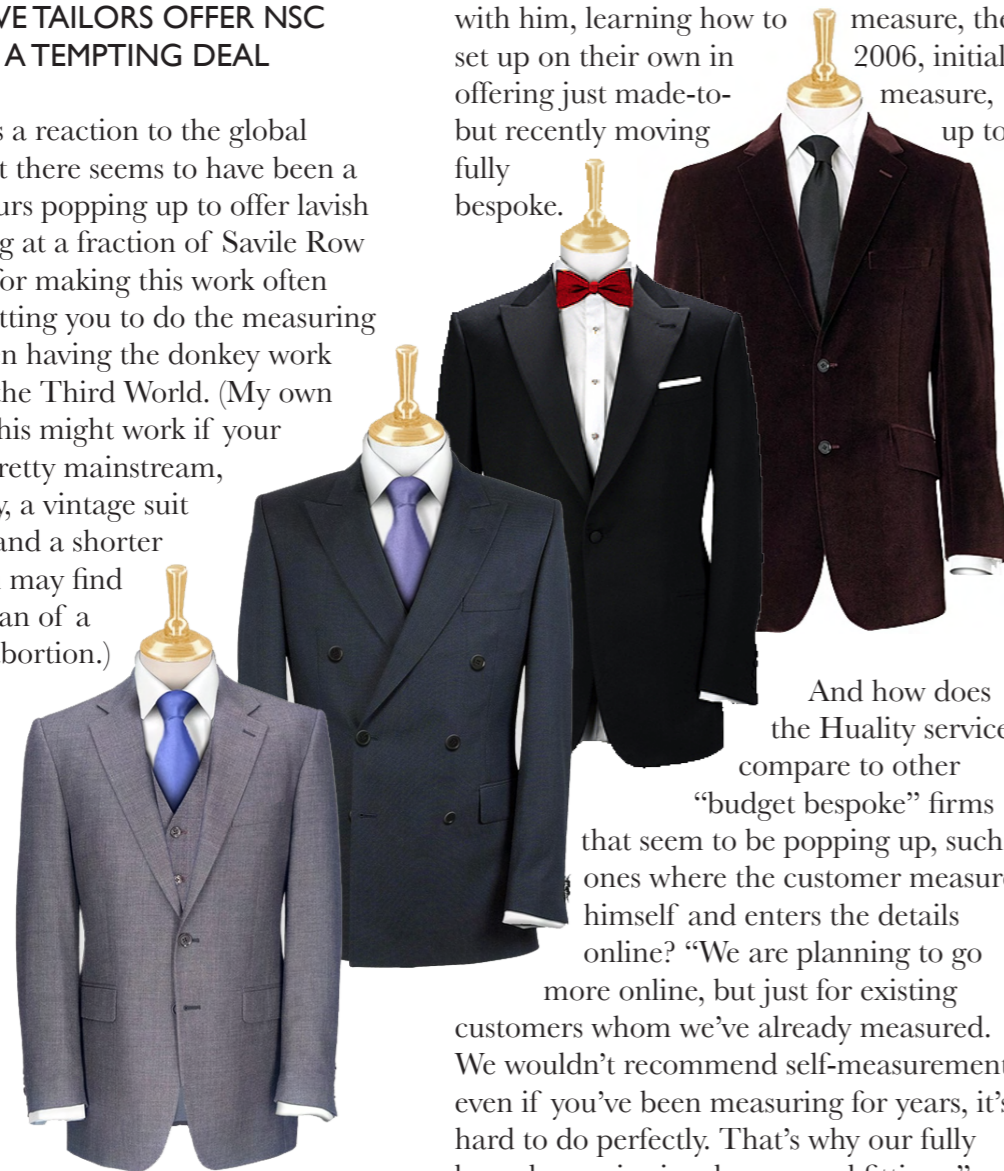 VE TAILORS OFFER NSC
A TEMPTING DEAL
s a reaction to the global
t there seems to have been a
urs popping up to offer lavish
g at a fraction of Savile Row
for making this work often
tting you to do the measuring
n having the donkey work
the Third World. (My own
his might work if your
retty mainstream,
y, a vintage suit
and a shorter
may find
an of a
bortion.)
with him, learning how to measure, the
set up on their own in 2006, initial
offering just made-to- measure,
but recently moving up to
fully
bespoke.
And how does
the Huality service
compare to other
“budget bespoke” firms
that seem to be popping up, such
ones where the customer measur
himself and enters the details
online? “We are planning to go
more online, but just for existing
customers whom we’ve already measured.
We wouldn’t recommend self-measurement
even if you’ve been measuring for years, it’s
hard to do perfectly. That’s why our fully